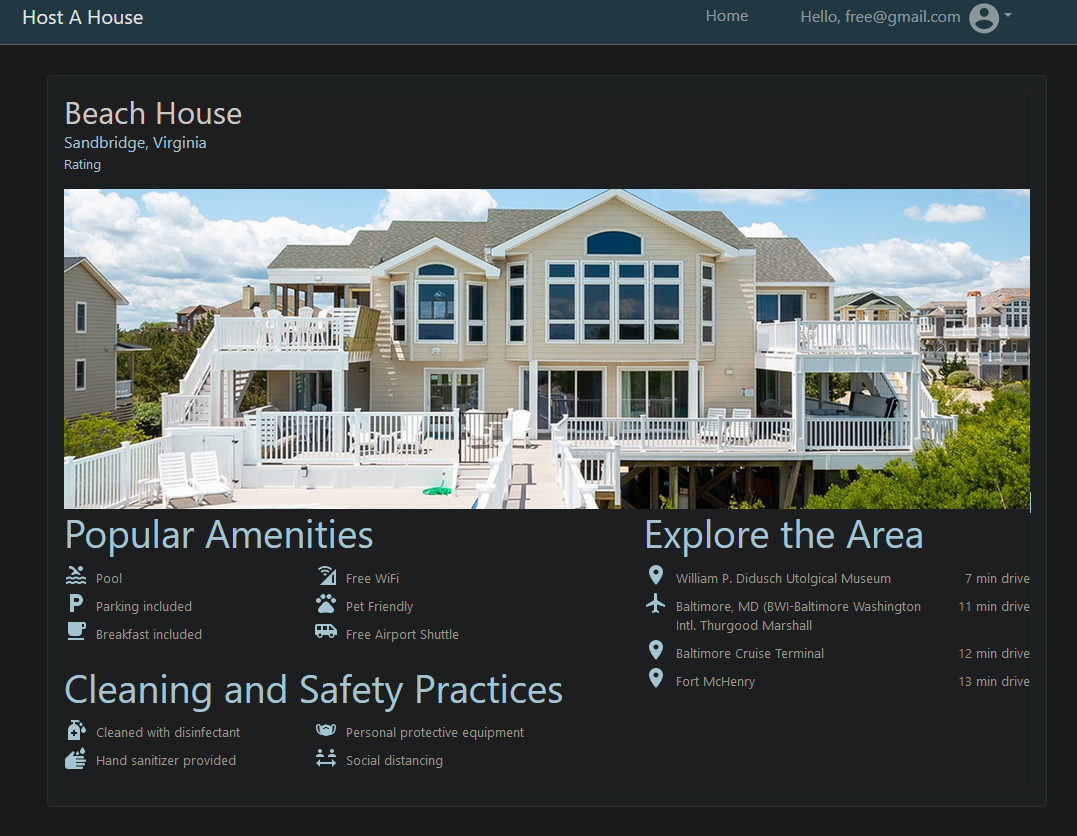 Host A House
Home
Hello, free@gmail.com
Beach House
Sandbridge, Virginia
Rating
Popular Amenities
Pool
Free WiFi
Parking included
Pet Friendly
Breakfast included
Free Airport Shuttle
Cleaning and Safety Practices
Cleaned with disinfectant
Personal protective equipment
Hand sanitizer provided
Social distancing
Explore the Area
William P. Didusch Utolgical Museum 7 min drive
Baltimore, MD (BWI-Baltimore Washington 11 min drive
Intl. Thurgood Marshall
Baltimore Cruise Terminal 12 min drive
Fort McHenry 13 min drive